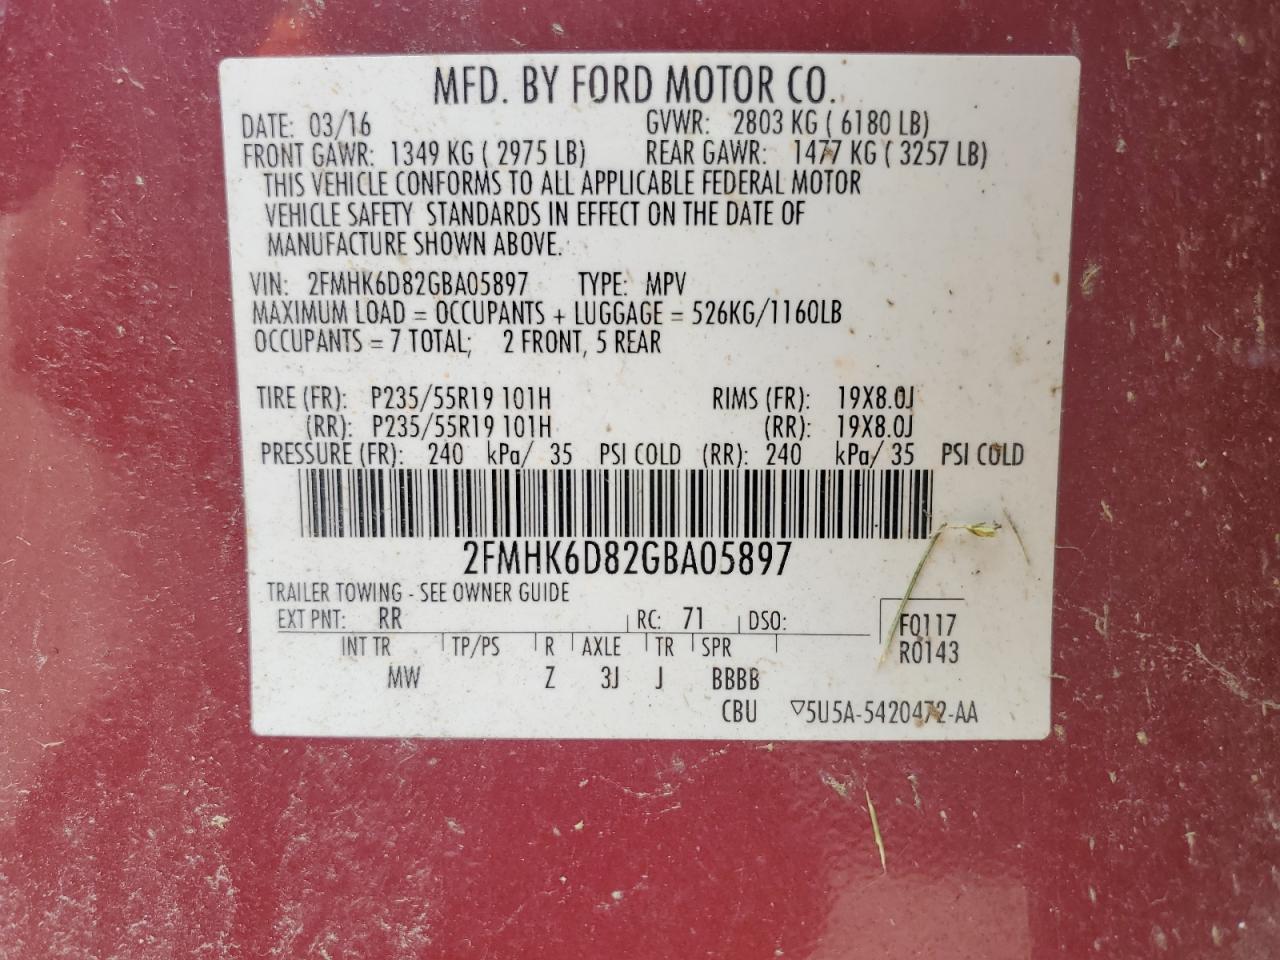 MFD. BY FORD MOTOR CO.
DATE: 03/16 GVWR: 2803 KG ( 6180 LB)
FRONT GAWR: 1349 KG ( 2975 LB) REAR GAWR: 1477 KG ( 3257 LB)
THIS VEHICLE CONFORMS TO ALL APPLICABLE FEDERAL MOTOR
VEHICLE SAFETY STANDARDS IN EFFECT ON THE DATE OF
MANUFACTURE SHOWN ABOVE.
VIN: 2FMHK6D82GBA05897 TYPE: MPV
MAXIMUM LOAD = OCCUPANTS + LUGGAGE = 526KG/1160LB
OCCUPANTS = 7 TOTAL; 2 FRONT, 5 REAR
TIRE (FR): P235/55R19 101H RIMS (FR): 19X8.0J
(RR): P235/55R19 101H (RR): 19X8.0J
PRESSURE (FR): 240 kPa/ 35 PSI COLD (RR): 240 kPa/ 35 PSI COLD
2FMHK6D82GBA05897
TRAILER TOWING - SEE OWNER GUIDE
EXT PNT: RR RC: 71 DSO: F0117
INT TR TP/PS R AXLE TR SPR R0143
MW Z 3J J BBBB
CBU ▽5U5A-5420472-AA